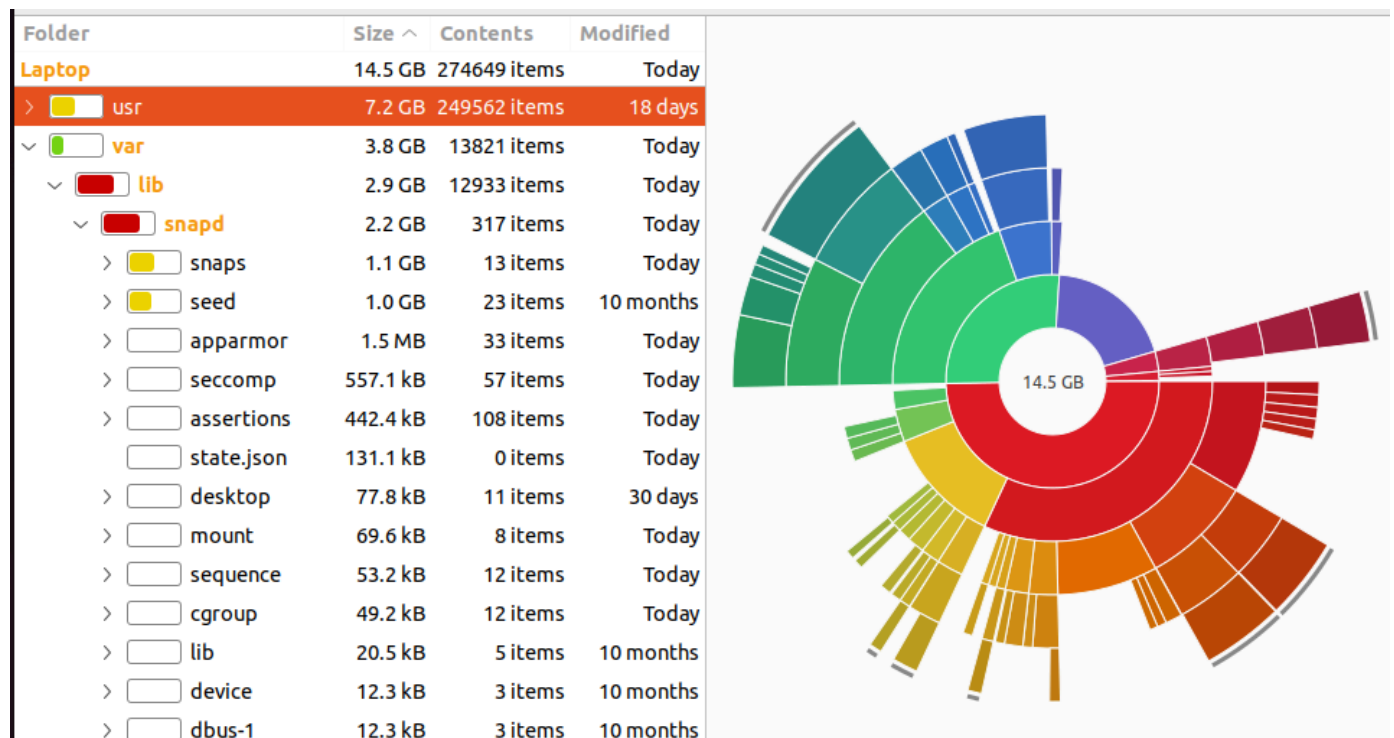 Folder Size Contents Modified
Laptop 14.5 GB 274649 items Today
usr 7.2 GB 249562 items 18 days
var 3.8 GB 13821 items Today
lib 2.9 GB 12933 items Today
snapd 2.2 GB 317 items Today
snaps 1.1 GB 13 items Today
seed 1.0 GB 23 items 10 months
apparmor 1.5 MB 33 items Today
seccomp 557.1 kB 57 items Today
assertions 442.4 kB 108 items Today
state.json 131.1 kB 0 items Today
desktop 77.8 kB 11 items 30 days
mount 69.6 kB 8 items Today
sequence 53.2 kB 12 items Today
cgroup 49.2 kB 12 items Today
lib 20.5 kB 5 items 10 months
device 12.3 kB 3 items 10 months
dbus-1 12.3 kB 3 items 10 months
14.5 GB